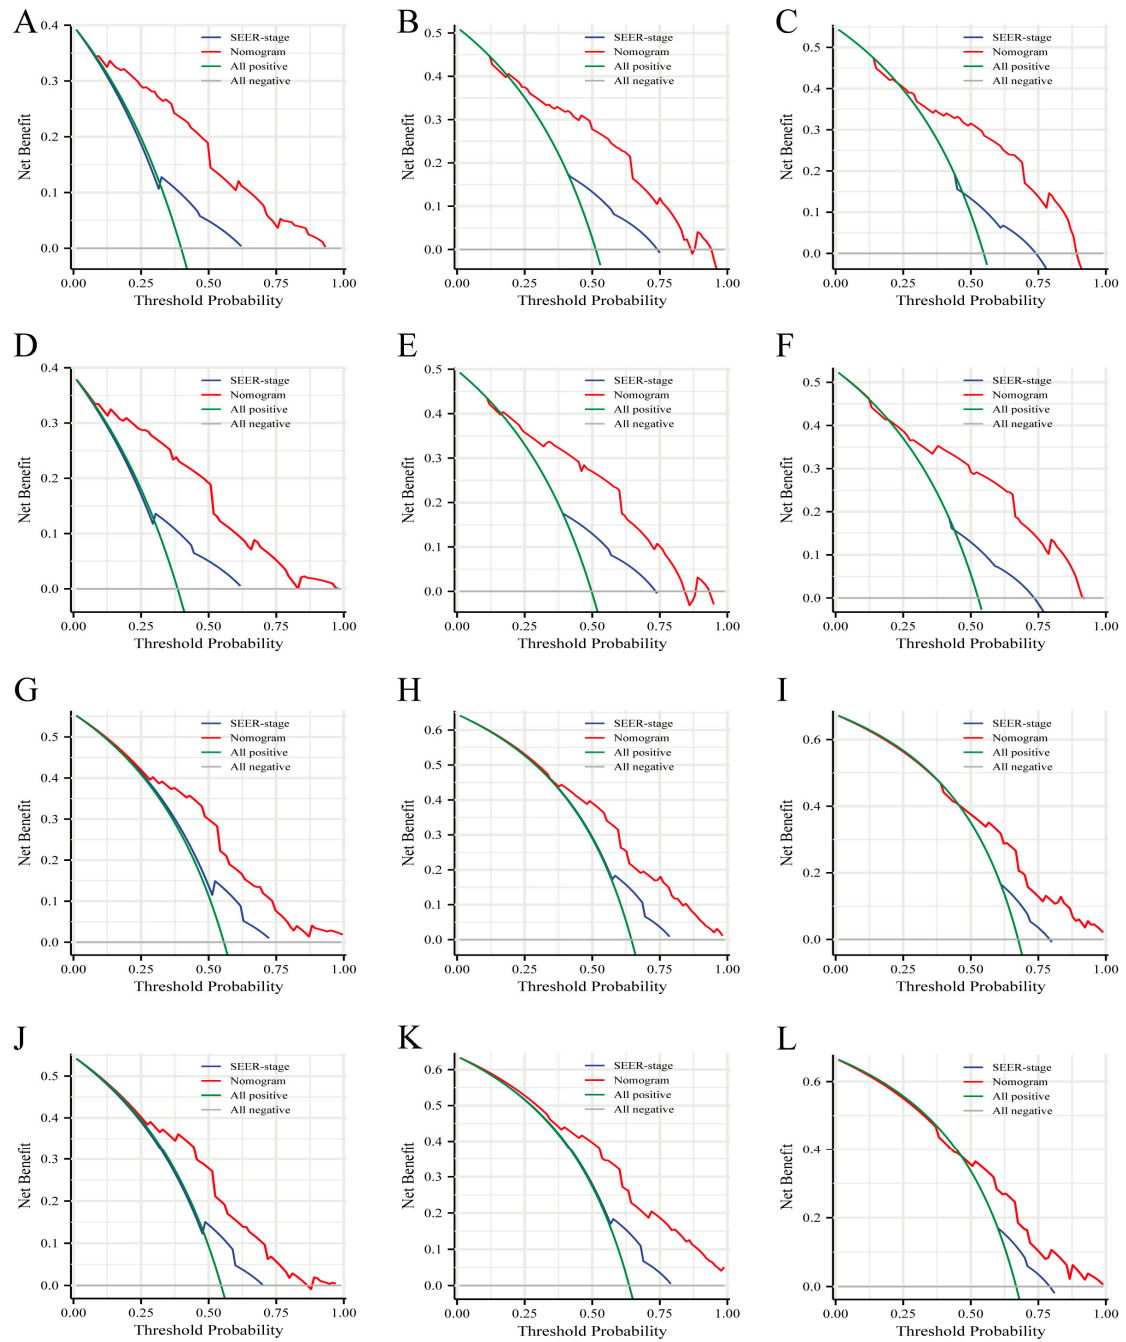 A
0.4
0.3
0.2
0.1
0.0
Net Benefit
SEER-stage
Nomogram
All positive
All negative
0.00 0.25 0.50 0.75 1.00
Threshold Probability
B
0.5
0.4
0.3
0.2
0.1
0.0
Net Benefit
SEER-stage
Nomogram
All positive
All negative
0.00 0.25 0.50 0.75 1.00
Threshold Probability
C
0.5
0.4
0.3
0.2
0.1
0.0
Net Benefit
SEER-stage
Nomogram
All positive
All negative
0.00 0.25 0.50 0.75 1.00
Threshold Probability
D
0.4
0.3
0.2
0.1
0.0
Net Benefit
SEER-stage
Nomogram
All positive
All negative
0.00 0.25 0.50 0.75 1.00
Threshold Probability
E
0.5
0.4
0.3
0.2
0.1
0.0
Net Benefit
SEER-stage
Nomogram
All positive
All negative
0.00 0.25 0.50 0.75 1.00
Threshold Probability
F
0.5
0.4
0.3
0.2
0.1
0.0
Net Benefit
SEER-stage
Nomogram
All positive
All negative
0.00 0.25 0.50 0.75 1.00
Threshold Probability
G
0.5
0.4
0.3
0.2
0.1
0.0
Net Benefit
SEER-stage
Nomogram
All positive
All negative
0.00 0.25 0.50 0.75 1.00
Threshold Probability
H
0.6
0.5
0.4
0.3
0.2
0.1
0.0
Net Benefit
SEER-stage
Nomogram
All positive
All negative
0.00 0.25 0.50 0.75 1.00
Threshold Probability
I
0.6
0.4
0.2
0.0
Net Benefit
SEER-stage
Nomogram
All positive
All negative
0.00 0.25 0.50 0.75 1.00
Threshold Probability
J
0.5
0.4
0.3
0.2
0.1
0.0
Net Benefit
SEER-stage
Nomogram
All positive
All negative
0.00 0.25 0.50 0.75 1.00
Threshold Probability
K
0.6
0.5
0.4
0.3
0.2
0.1
0.0
Net Benefit
SEER-stage
Nomogram
All positive
All negative
0.00 0.25 0.50 0.75 1.00
Threshold Probability
L
0.6
0.4
0.2
0.0
Net Benefit
SEER-stage
Nomogram
All positive
All negative
0.00 0.25 0.50 0.75 1.00
Threshold Probability